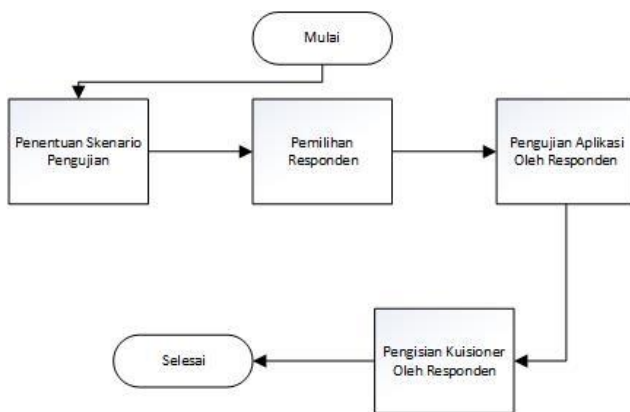 Mulai
Penentuan Skenario
Pengujian
Pemilihan
Responden
Pengujian Aplikasi
Oleh Responden
Pengisian Kuisioner
Oleh Responden
Selesai